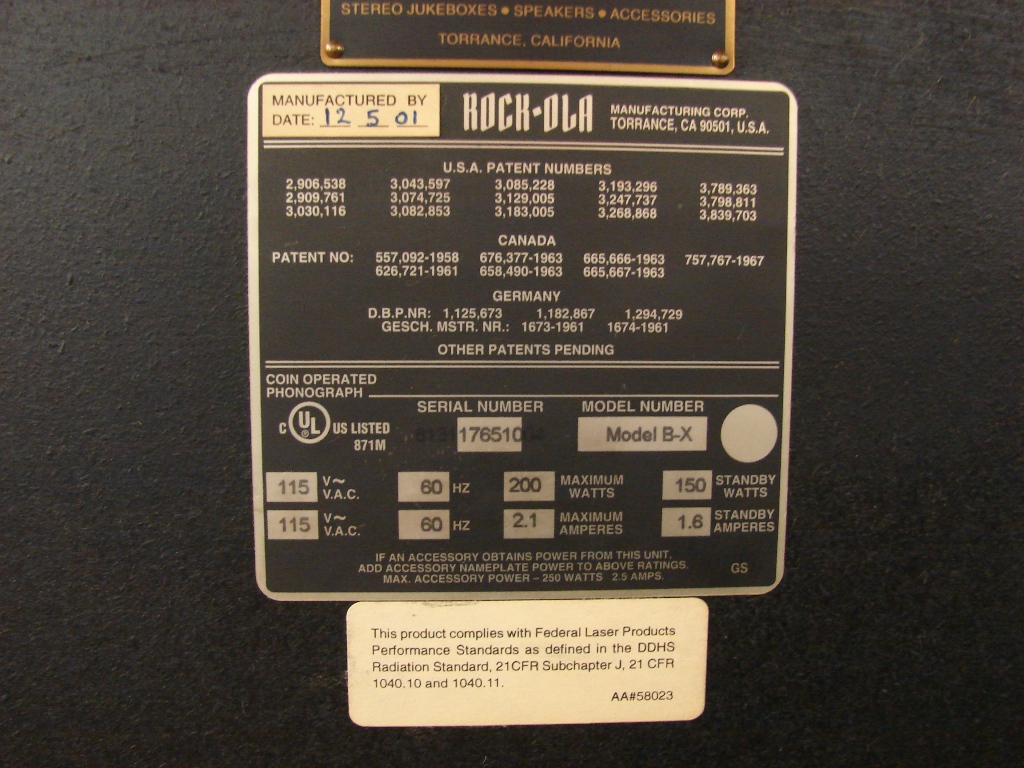 STEREO JUKEBOXES • SPEAKERS • ACCESSORIES
TORRANCE, CALIFORNIA
MANUFACTURED BY
DATE: 12 5 01
ROCK-OLA
MANUFACTURING CORP.
TORRANCE, CA 90501, U.S.A.
U.S.A. PATENT NUMBERS
2,906,538 3,043,597 3,085,228 3,193,296 3,789,363
2,909,761 3,074,725 3,129,005 3,247,737 3,798,811
3,030,116 3,082,853 3,183,005 3,268,868 3,839,703
CANADA
PATENT NO: 557,092-1958 676,377-1963 665,666-1963 757,767-1967
626,721-1961 658,490-1963 665,667-1963
GERMANY
D.B.P.NR: 1,125,673 1,182,867 1,294,729
GESCH. MSTR. NR.: 1673-1961 1674-1961
OTHER PATENTS PENDING
COIN OPERATED
PHONOGRAPH
SERIAL NUMBER MODEL NUMBER
C UL US LISTED
871M
Model B-X
115 V~ V.A.C. 60 HZ 200 MAXIMUM WATTS 150 STANDBY WATTS
115 V~ V.A.C. 60 HZ 2.1 MAXIMUM AMPERES 1.6 STANDBY AMPERES
IF AN ACCESSORY OBTAINS POWER FROM THIS UNIT,
ADD ACCESSORY NAMEPLATE POWER TO ABOVE RATINGS.
MAX. ACCESSORY POWER – 250 WATTS 2.5 AMPS.
GS
This product complies with Federal Laser Products
Performance Standards as defined in the DDHS
Radiation Standard, 21CFR Subchapter J, 21 CFR
1040.10 and 1040.11.
AA#58023